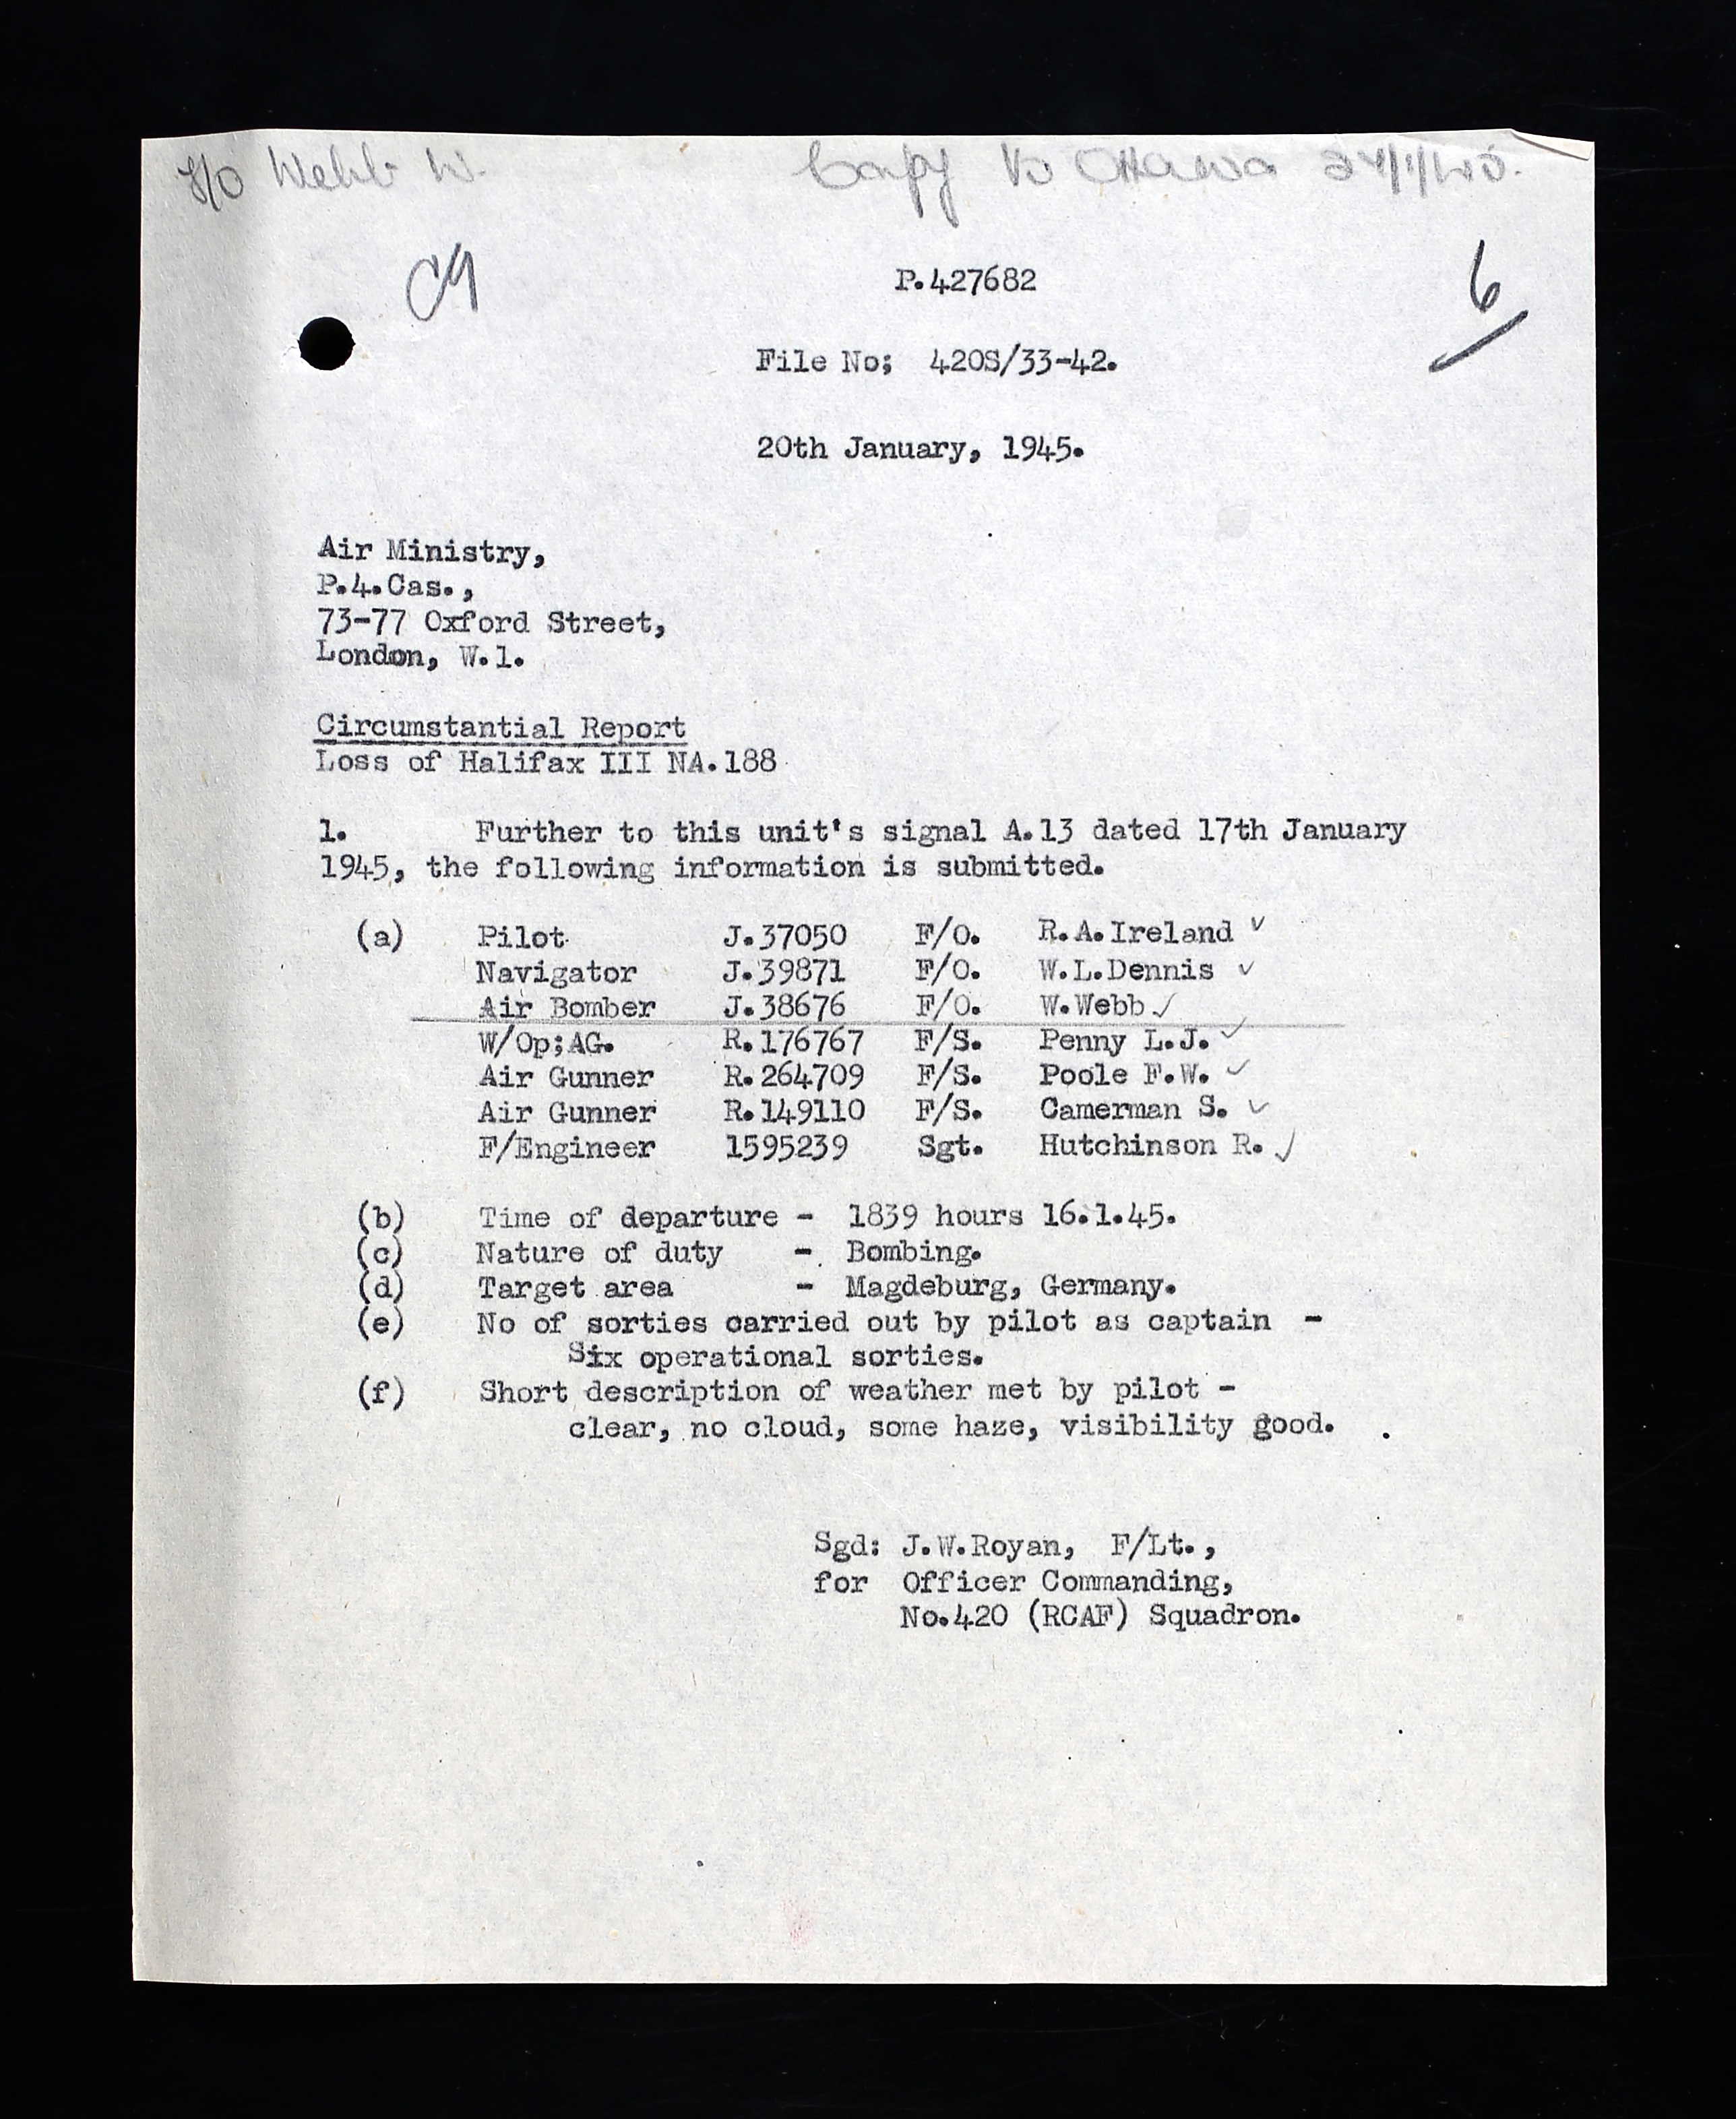 F/O Webb W. Copy to Ottawa 24/1/45.
C9
6
P.427682
File No; 420S/33-42.
20th January, 1945.
Air Ministry,
P.4.Cas.,
73-77 Oxford Street,
London, W.1.
Circumstantial Report
Loss of Halifax III NA.188
1. Further to this unit's signal A.13 dated 17th January
1945, the following information is submitted.
(a) Pilot J.37050 F/O. R.A.Ireland ✓
Navigator J.39871 F/O. W.L.Dennis ✓
Air Bomber J.38676 F/O. W.Webb ✓
W/Op;AG. R.176767 F/S. Penny L.J. ✓
Air Gunner R.264709 F/S. Poole F.W. ✓
Air Gunner R.149110 F/S. Camerman S. ✓
F/Engineer 1595239 Sgt. Hutchinson R. ✓
(b) Time of departure - 1839 hours 16.1.45.
(c) Nature of duty - Bombing.
(d) Target area - Magdeburg, Germany.
(e) No of sorties carried out by pilot as captain -
Six operational sorties.
(f) Short description of weather met by pilot -
clear, no cloud, some haze, visibility good.
Sgd: J.W.Royan, F/Lt.,
for Officer Commanding,
No.420 (RCAF) Squadron.